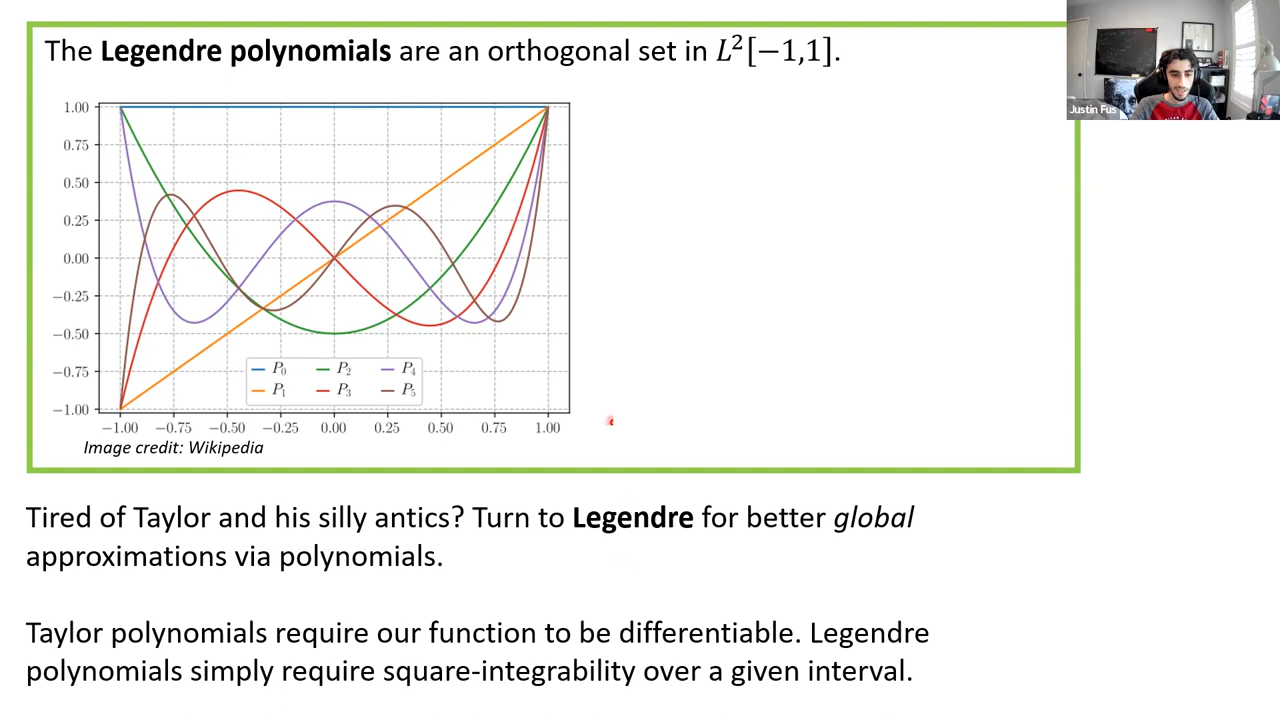 The Legendre polynomials are an orthogonal set in L²[−1,1].
Justin Fus
1.00
0.75
0.50
0.25
0.00
−0.25
−0.50
−0.75
−1.00
P₀ P₂ P₄
P₁ P₃ P₅
−1.00 −0.75 −0.50 −0.25 0.00 0.25 0.50 0.75 1.00
Image credit: Wikipedia
Tired of Taylor and his silly antics? Turn to Legendre for better global
approximations via polynomials.
Taylor polynomials require our function to be differentiable. Legendre
polynomials simply require square-integrability over a given interval.